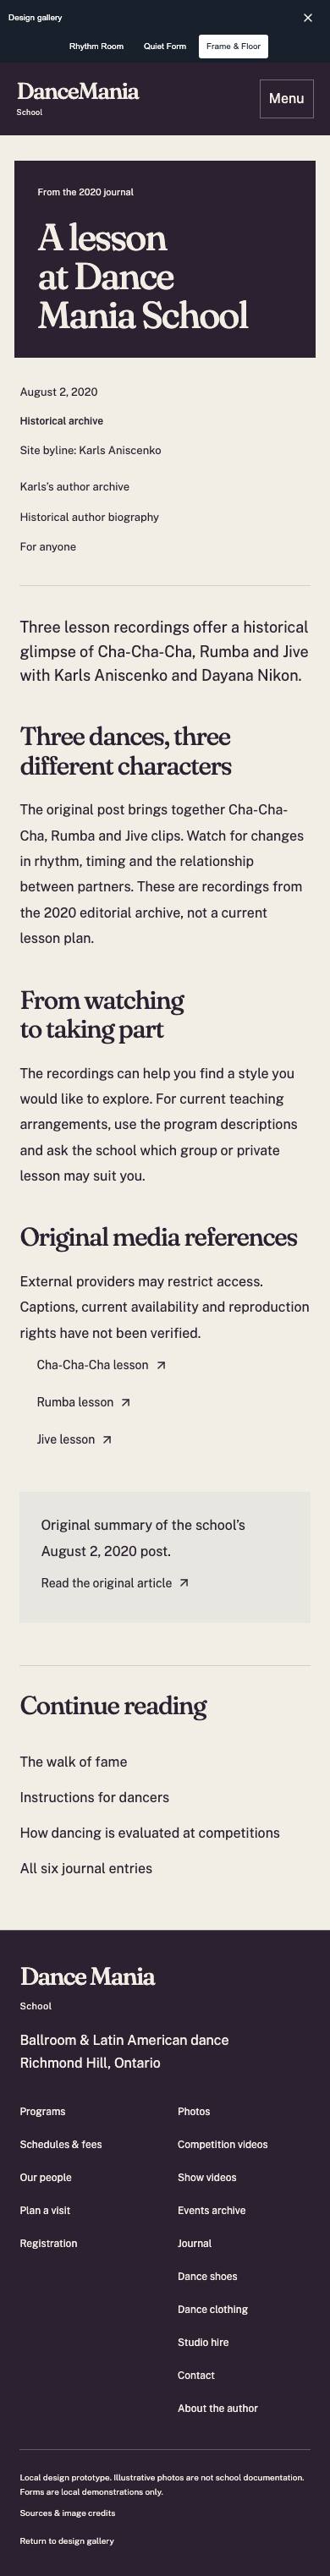 Design gallery
Rhythm Room Quiet Form Frame & Floor
DanceMania
School
Menu
From the 2020 journal
A lesson
at Dance
Mania School
August 2, 2020
Historical archive
Site byline: Karls Aniscenko
Karls's author archive
Historical author biography
For anyone
Three lesson recordings offer a historical
glimpse of Cha-Cha-Cha, Rumba and Jive
with Karls Aniscenko and Dayana Nikon.
Three dances, three
different characters
The original post brings together Cha-Cha-
Cha, Rumba and Jive clips. Watch for changes
in rhythm, timing and the relationship
between partners. These are recordings from
the 2020 editorial archive, not a current
lesson plan.
From watching
to taking part
The recordings can help you find a style you
would like to explore. For current teaching
arrangements, use the program descriptions
and ask the school which group or private
lesson may suit you.
Original media references
External providers may restrict access.
Captions, current availability and reproduction
rights have not been verified.
Cha-Cha-Cha lesson
Rumba lesson
Jive lesson
Original summary of the school's
August 2, 2020 post.
Read the original article
Continue reading
The walk of fame
Instructions for dancers
How dancing is evaluated at competitions
All six journal entries
Dance Mania
School
Ballroom & Latin American dance
Richmond Hill, Ontario
Programs
Schedules & fees
Our people
Plan a visit
Registration
Photos
Competition videos
Show videos
Events archive
Journal
Dance shoes
Dance clothing
Studio hire
Contact
About the author
Local design prototype. Illustrative photos are not school documentation.
Forms are local demonstrations only.
Sources & image credits
Return to design gallery